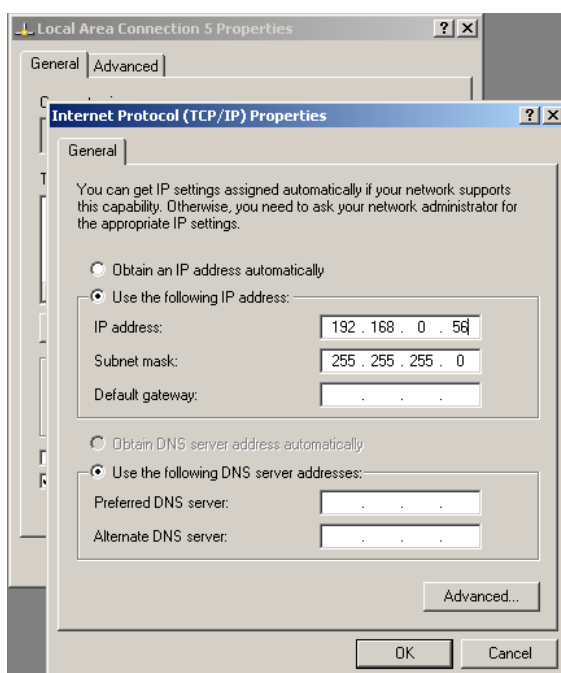 Local Area Connection 5 Properties
General Advanced
Internet Protocol (TCP/IP) Properties
General
You can get IP settings assigned automatically if your network supports
this capability. Otherwise, you need to ask your network administrator for
the appropriate IP settings.
Obtain an IP address automatically
Use the following IP address:
IP address: 192 . 168 . 0 . 56
Subnet mask: 255 . 255 . 255 . 0
Default gateway: . . .
Obtain DNS server address automatically
Use the following DNS server addresses:
Preferred DNS server: . . .
Alternate DNS server: . . .
Advanced...
OK Cancel